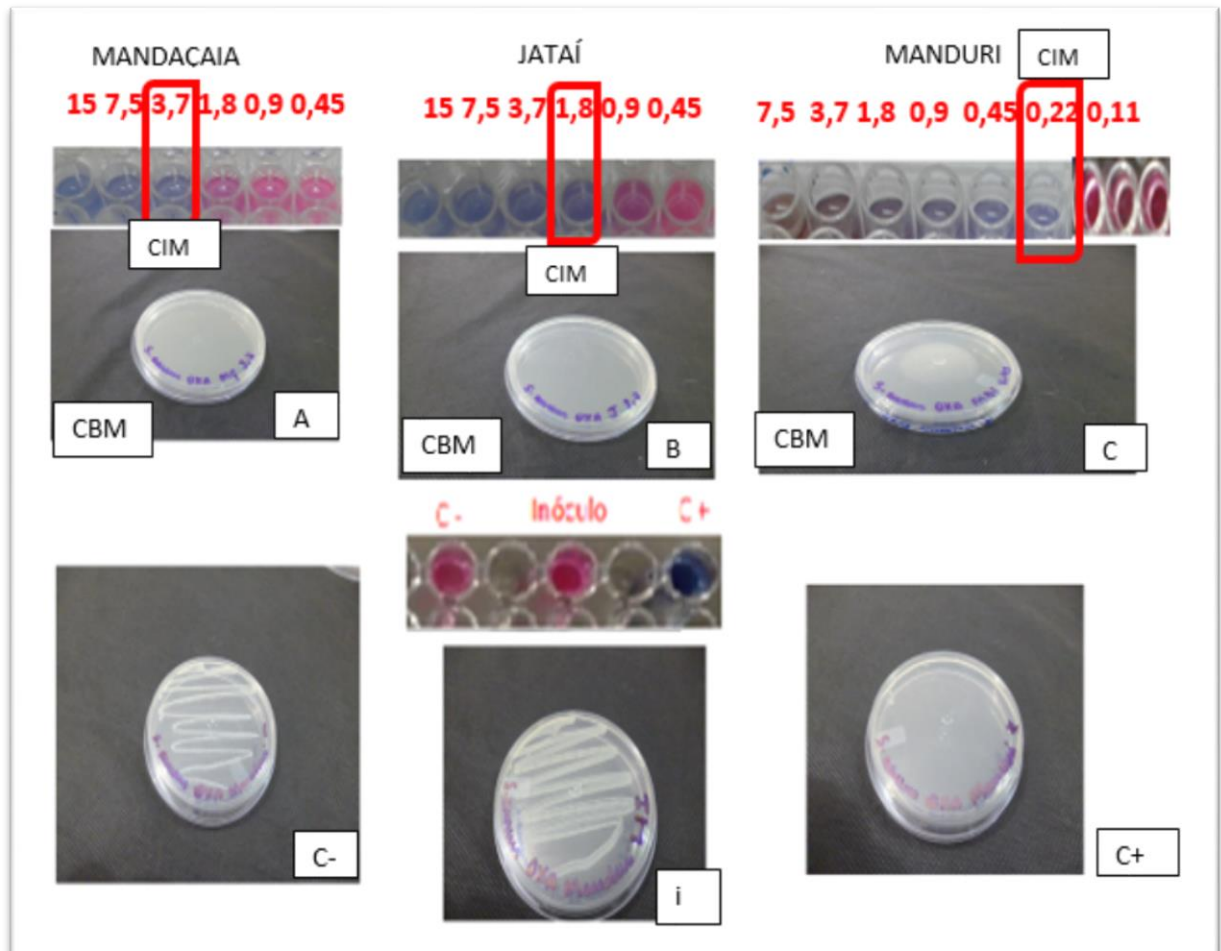 MANDAÇAIA
15 7,5 3,7 1,8 0,9 0,45
CIM
CBM
A
JATAÍ
15 7,5 3,7 1,8 0,9 0,45
CIM
CBM
B
MANDURI
CIM
7,5 3,7 1,8 0,9 0,45 0,22 0,11
CBM
C
C - Inóculo C +
C-
i
C+